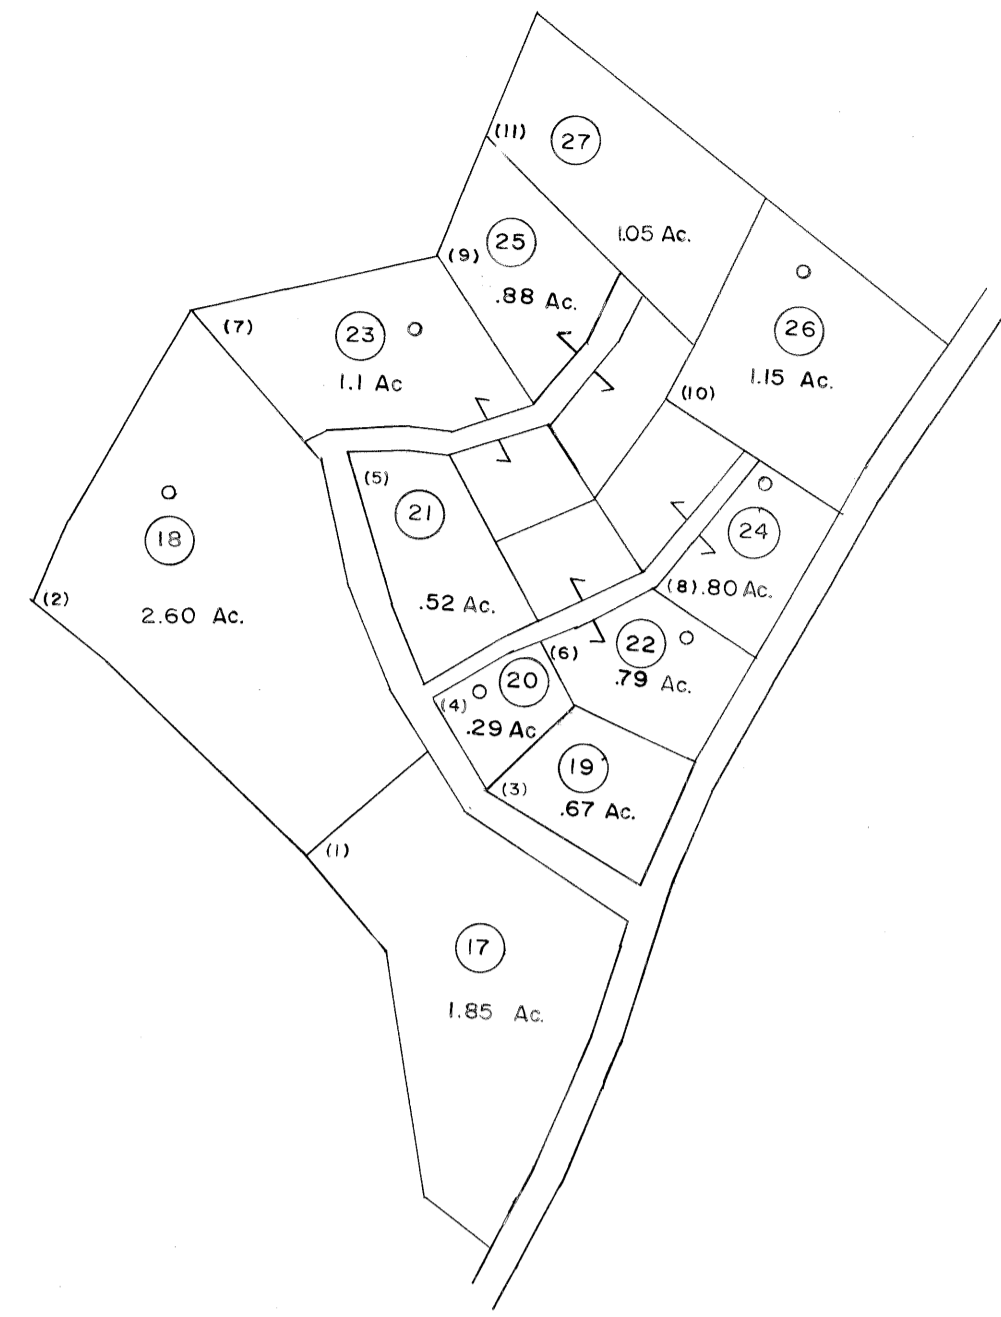 (11) 27
1.05 Ac.
(9) 25
.88 Ac.
26
1.15 Ac.
(10)
(7) 23
1.1 Ac
(5)
21
.52 Ac.
24
(8) .80 Ac.
18
(2)
2.60 Ac.
22
(6)
.79 Ac.
20
(4)
.29 Ac
19
(3)
.67 Ac.
(1)
17
1.85 Ac.